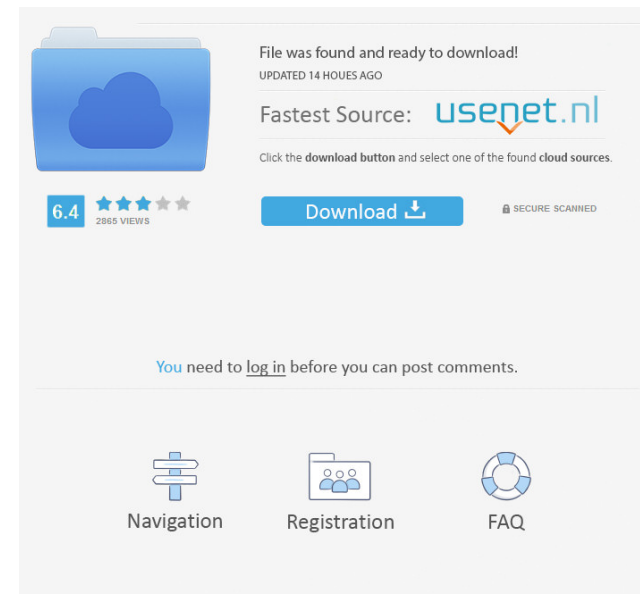 File was found and ready to download!
UPDATED 14 HOUES AGO
Fastest Source: usenet.nl
Click the download button and select one of the found cloud sources.
6.4
2865 VIEWS
Download
SECURE SCANNED
You need to log in before you can post comments.
Navigation
Registration
FAQ